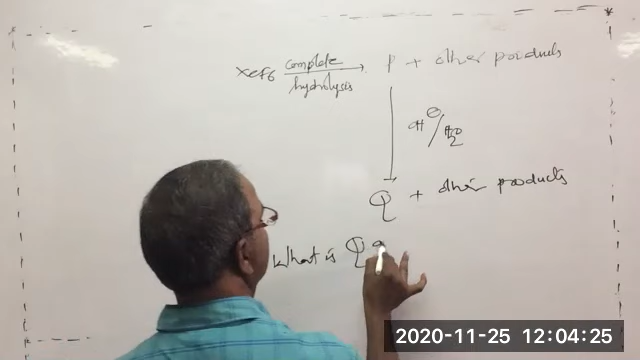 XeF6 complete → P + other products
hydrolysis
OH⊖/H2O
Q + other products
What is Q
2020-11-25 12:04:25